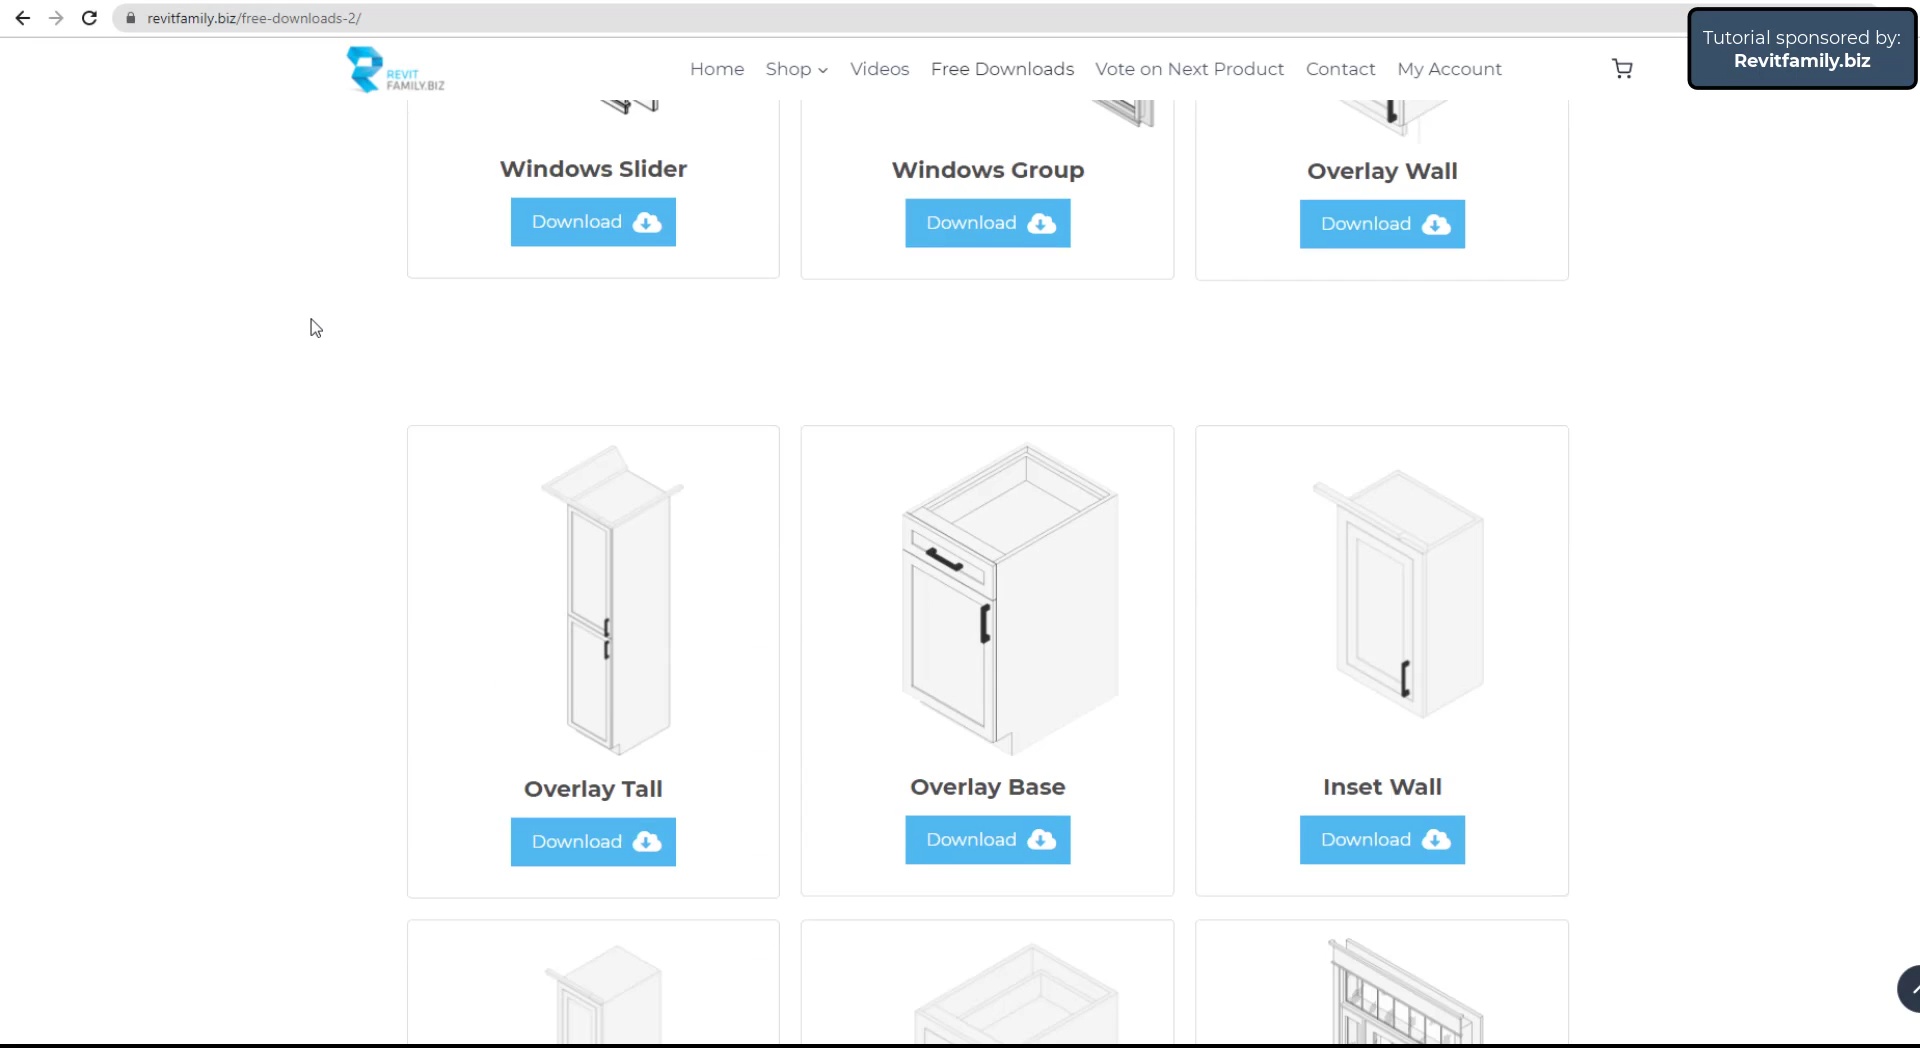 revitfamily.biz/free-downloads-2/
Tutorial sponsored by:
Revitfamily.biz
REVIT
FAMILY.BIZ
Home
Shop
Videos
Free Downloads
Vote on Next Product
Contact
My Account
Windows Slider
Windows Group
Overlay Wall
Download
Download
Download
Overlay Tall
Overlay Base
Inset Wall
Download
Download
Download